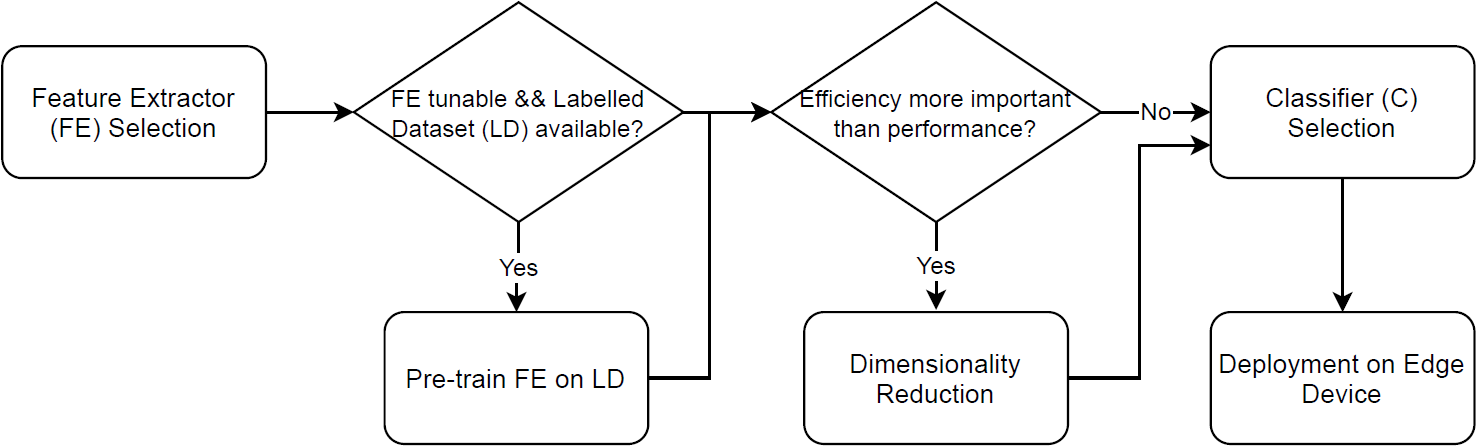 Feature Extractor
(FE) Selection
FE tunable && Labelled
Dataset (LD) available?
Yes
Pre-train FE on LD
Efficiency more important
than performance?
No
Yes
Dimensionality
Reduction
Classifier (C)
Selection
Deployment on Edge
Device